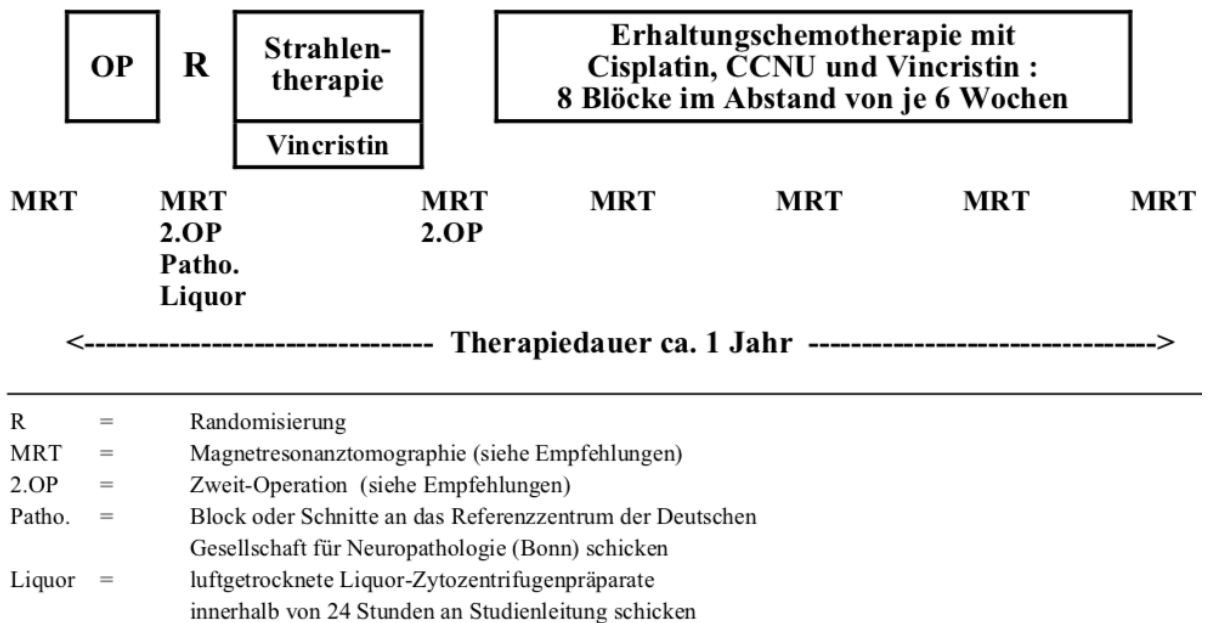 OP
R
Strahlen-
therapie
Vincristin
Erhaltungschemotherapie mit
Cisplatin, CCNU und Vincristin :
8 Blöcke im Abstand von je 6 Wochen
MRT MRT MRT MRT MRT MRT MRT
2.OP 2.OP
Patho.
Liquor
<-------------------------------- Therapiedauer ca. 1 Jahr -------------------------------->
R = Randomisierung
MRT = Magnetresonanztomographie (siehe Empfehlungen)
2.OP = Zweit-Operation (siehe Empfehlungen)
Patho. = Block oder Schnitte an das Referenzzentrum der Deutschen
Gesellschaft für Neuropathologie (Bonn) schicken
Liquor = luftgetrocknete Liquor-Zytozentrifugenpräparate
innerhalb von 24 Stunden an Studienleitung schicken